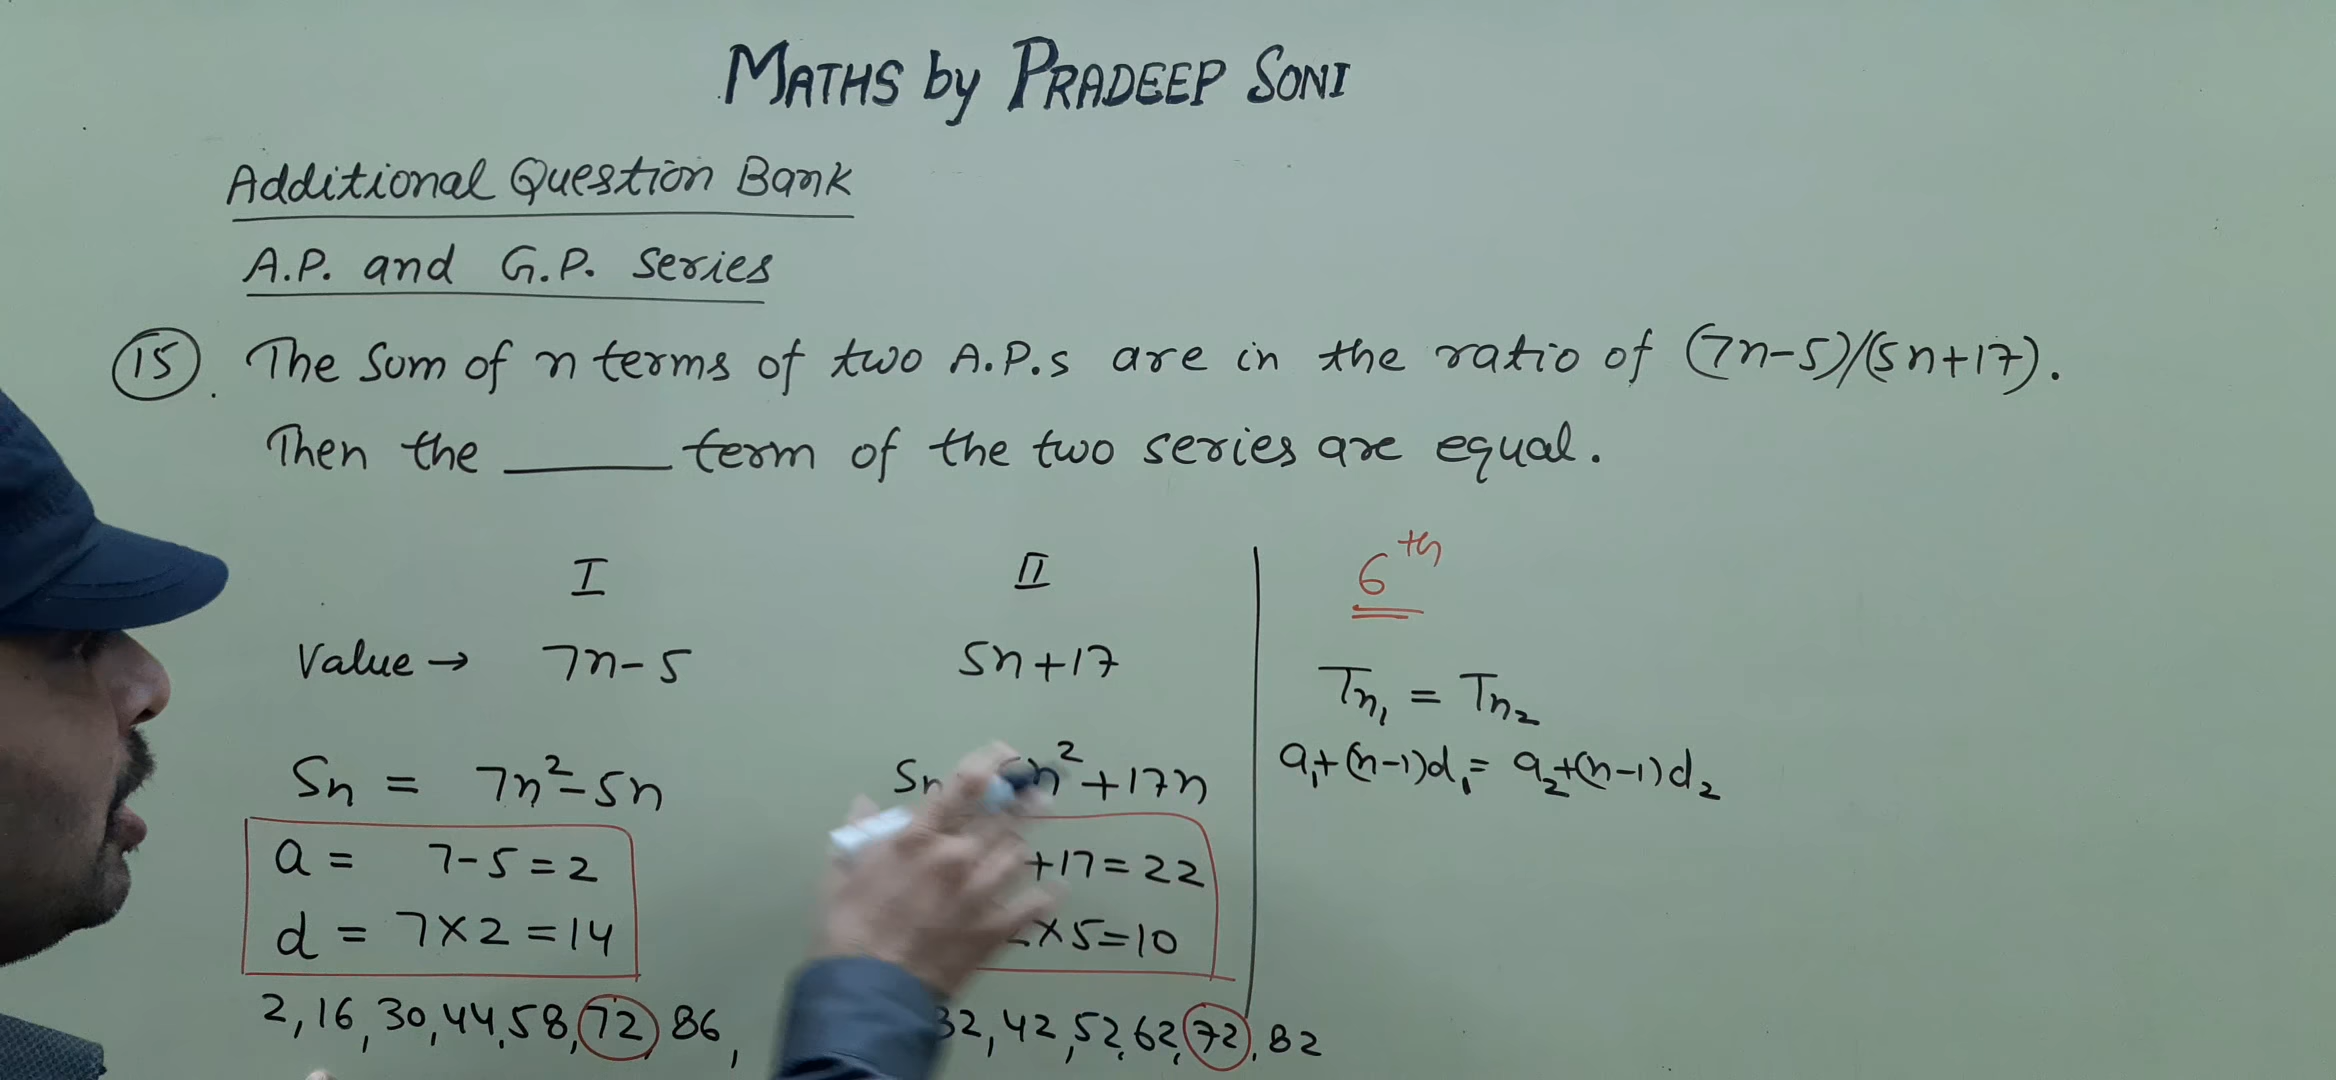 MATHS by PRADEEP SONI
Additional Question Bank
A.P. and G.P. series
15. The sum of n terms of two A.P.s are in the ratio of (7n-5)/(5n+17).
Then the ______ term of the two series are equal.
I II
Value → 7n-5 5n+17
Sn = 7n²-5n Sn n²+17n
a = 7-5=2 +17=22
d = 7×2=14 ×5=10
2,16,30,44,58,72,86, 32,42,52,62,72,82
6th
Tn₁ = Tn₂
a₁+(n-1)d₁= a₂+(n-1)d₂